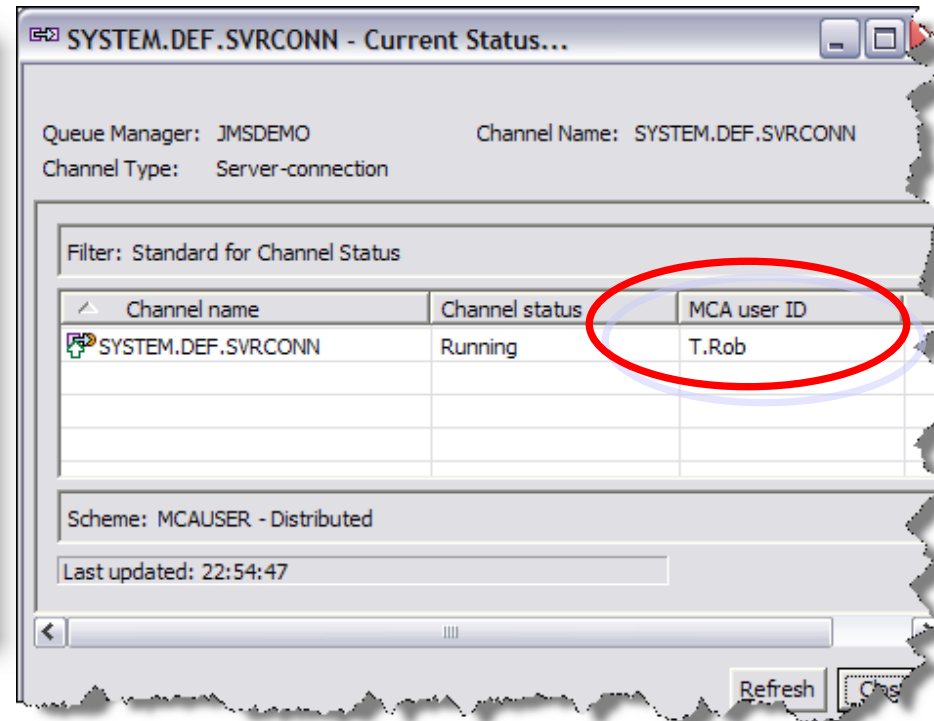 SYSTEM.DEF.SVRCONN - Current Status...
Queue Manager: JMSDEMO Channel Name: SYSTEM.DEF.SVRCONN
Channel Type: Server-connection
Filter: Standard for Channel Status
Channel name Channel status MCA user ID
SYSTEM.DEF.SVRCONN Running T.Rob
Scheme: MCAUSER - Distributed
Last updated: 22:54:47
Refresh